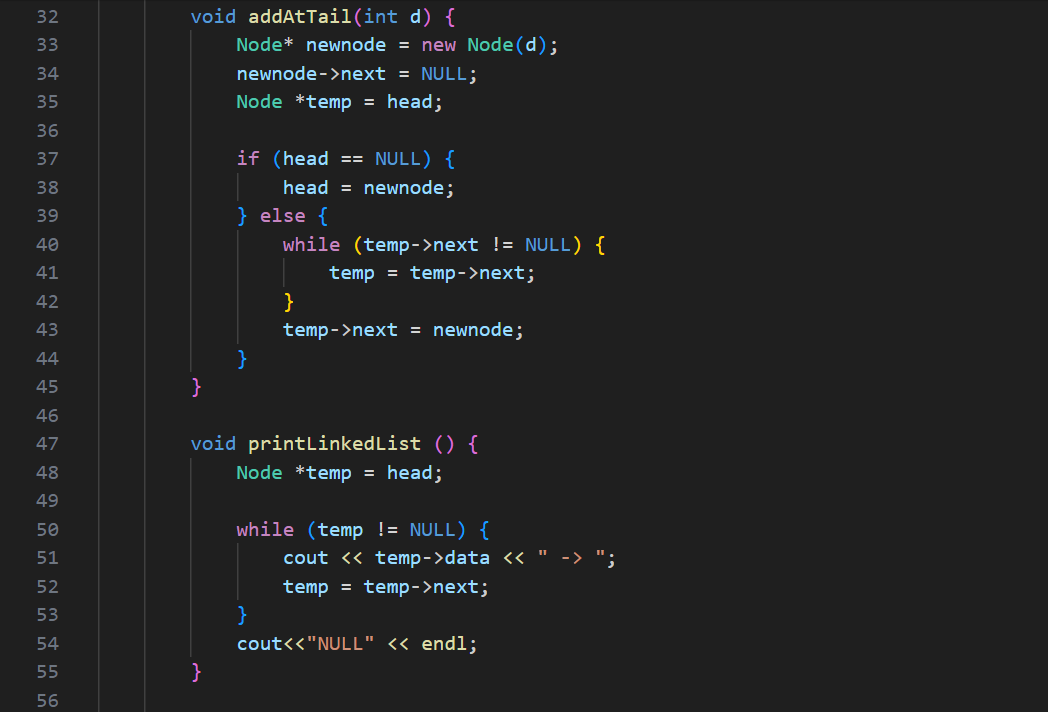 32 void addAtTail(int d) {
33 Node* newnode = new Node(d);
34 newnode->next = NULL;
35 Node *temp = head;
36
37 if (head == NULL) {
38 head = newnode;
39 } else {
40 while (temp->next != NULL) {
41 temp = temp->next;
42 }
43 temp->next = newnode;
44 }
45 }
46
47 void printLinkedList () {
48 Node *temp = head;
49
50 while (temp != NULL) {
51 cout << temp->data << " -> ";
52 temp = temp->next;
53 }
54 cout<<"NULL" << endl;
55 }
56